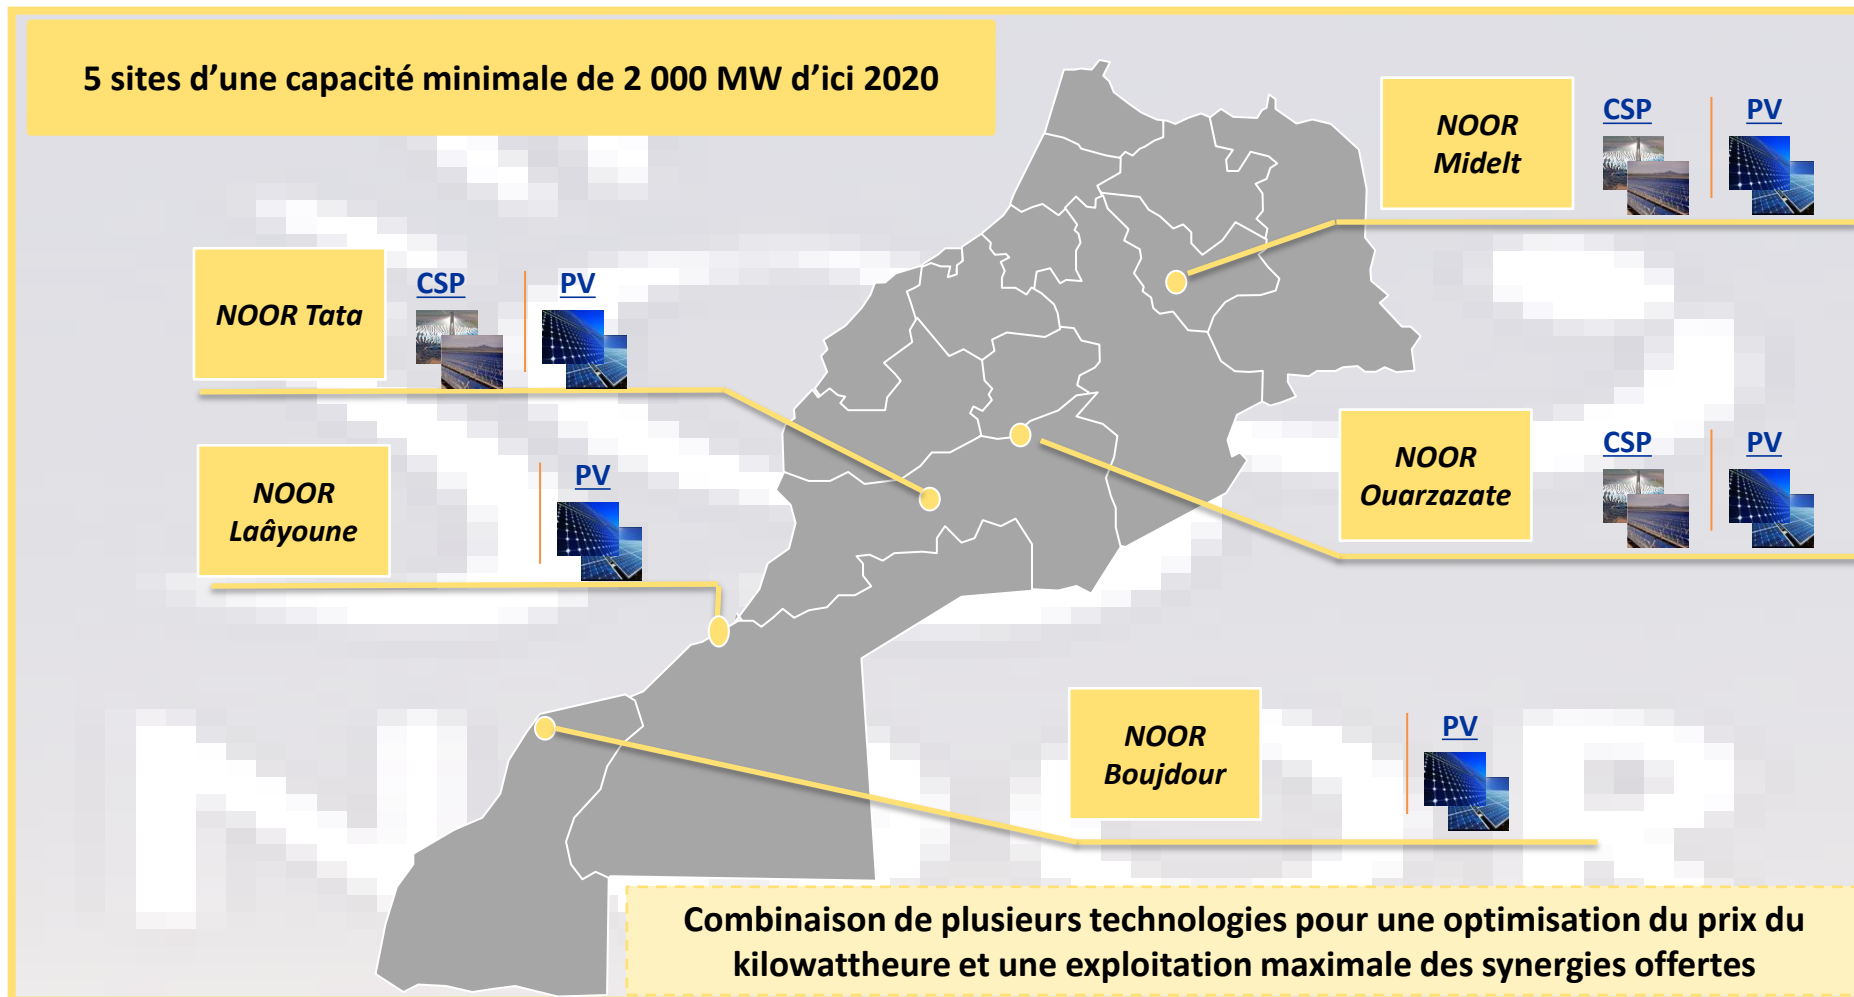 5 sites d’une capacité minimale de 2 000 MW d’ici 2020
NOOR
Midelt
CSP
PV
NOOR Tata
CSP
PV
NOOR
Laâyoune
PV
NOOR
Ouarzazate
CSP
PV
NOOR
Boujdour
PV
Combinaison de plusieurs technologies pour une optimisation du prix du
kilowattheure et une exploitation maximale des synergies offertes